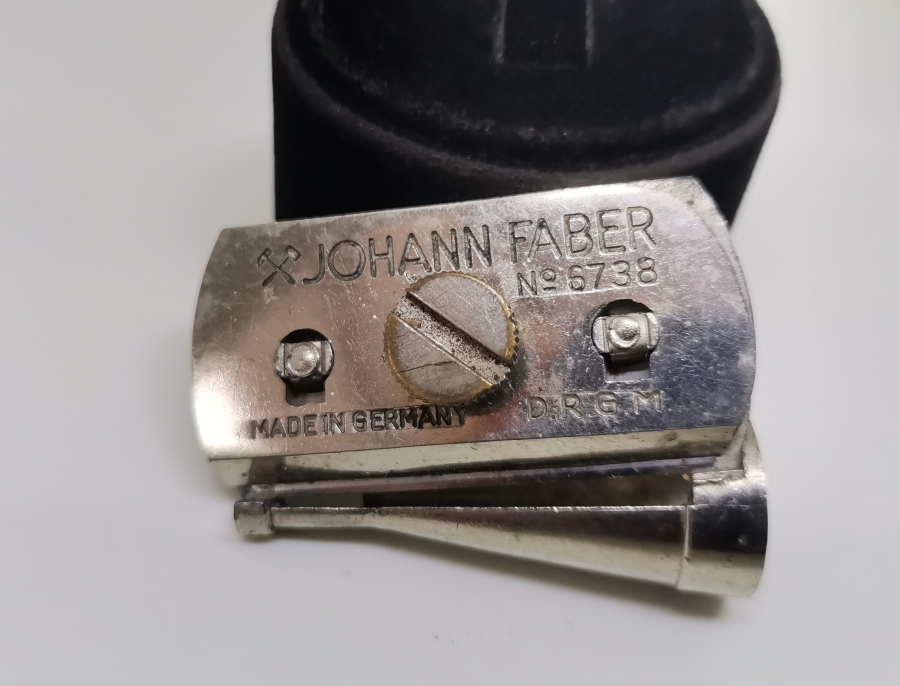 JOHANN FABER
Nº 6738
MADE IN GERMANY
D.R.G.M